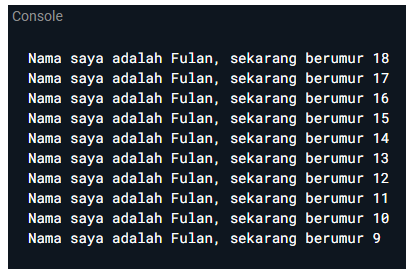 Console
Nama saya adalah Fulan, sekarang berumur 18
Nama saya adalah Fulan, sekarang berumur 17
Nama saya adalah Fulan, sekarang berumur 16
Nama saya adalah Fulan, sekarang berumur 15
Nama saya adalah Fulan, sekarang berumur 14
Nama saya adalah Fulan, sekarang berumur 13
Nama saya adalah Fulan, sekarang berumur 12
Nama saya adalah Fulan, sekarang berumur 11
Nama saya adalah Fulan, sekarang berumur 10
Nama saya adalah Fulan, sekarang berumur 9